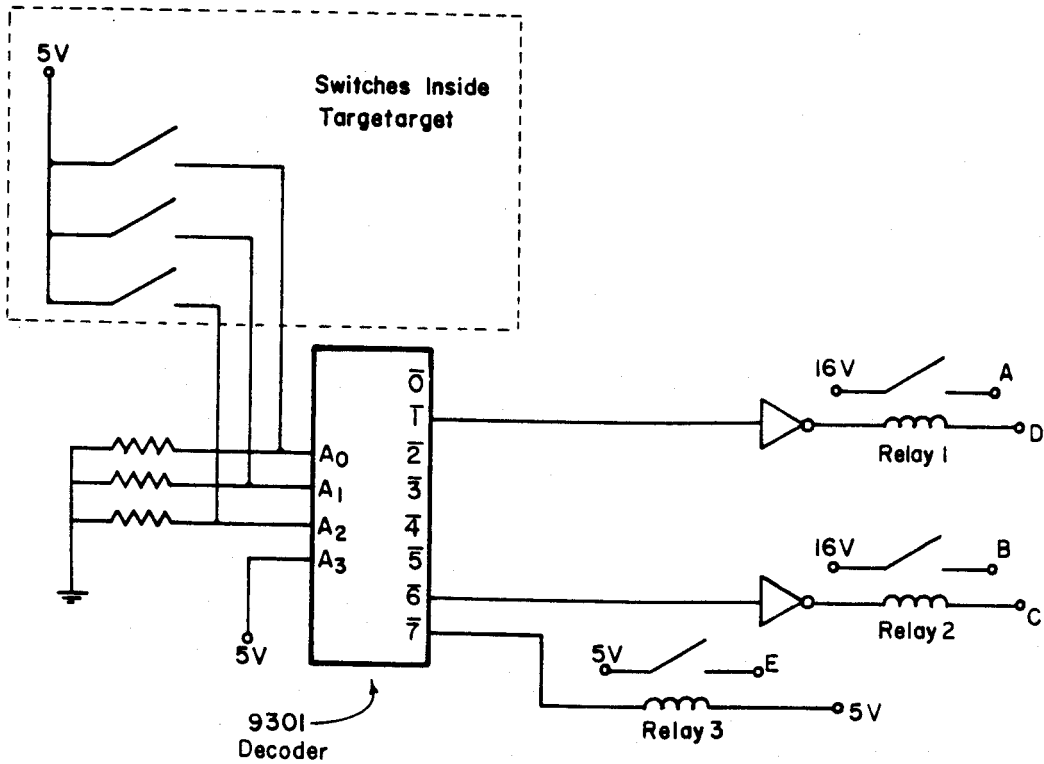 5V
Switches Inside
Targetarget
16V
A
D
Relay 1
A0
A1
A2
A3
0̅
1̅
2̅
3̅
4̅
5̅
6̅
7̅
16V
B
C
Relay 2
5V
5V
E
5V
Relay 3
9301
Decoder